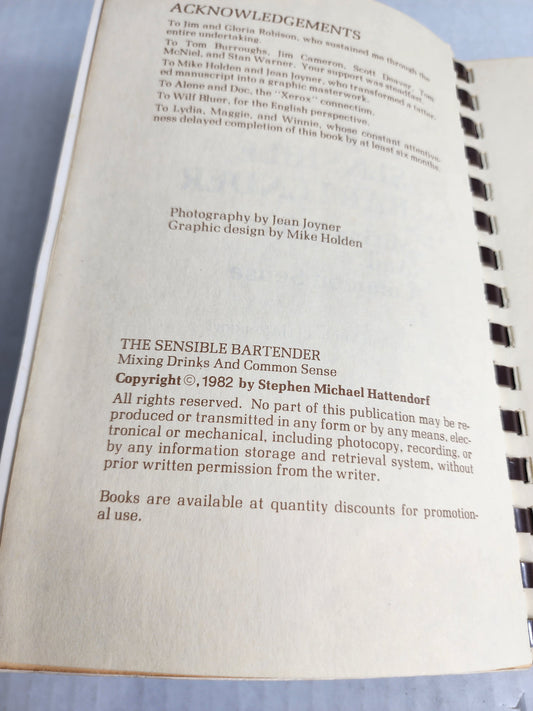 ACKNOWLEDGEMENTS
To Jim and Gloria Robison, who sustained me through the
entire undertaking.
To Tom Burroughs, Jim Cameron, Scott Denver, Tom
McNiel, and Stan Warner. Your support was steadfast.
To Mike Holden and Jean Joyner, who transformed a tatter-
ed manuscript into a graphic masterwork.
To Alene and Doc, the "Xerox" connection.
To Wilf Bluer, for the English perspective.
To Lydia, Maggie, and Winnie, whose constant attentive-
ness delayed completion of this book by at least six months.
Photography by Jean Joyner
Graphic design by Mike Holden
THE SENSIBLE BARTENDER
Mixing Drinks And Common Sense
Copyright ©, 1982 by Stephen Michael Hattendorf
All rights reserved. No part of this publication may be re-
produced or transmitted in any form or by any means, elec-
tronical or mechanical, including photocopy, recording, or
by any information storage and retrieval system, without
prior written permission from the writer.
Books are available at quantity discounts for promotion-
al use.